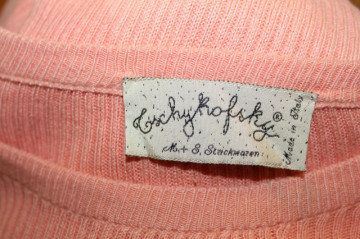 Tschykofsky®
M. + S. Strickwaren
Made in Italy